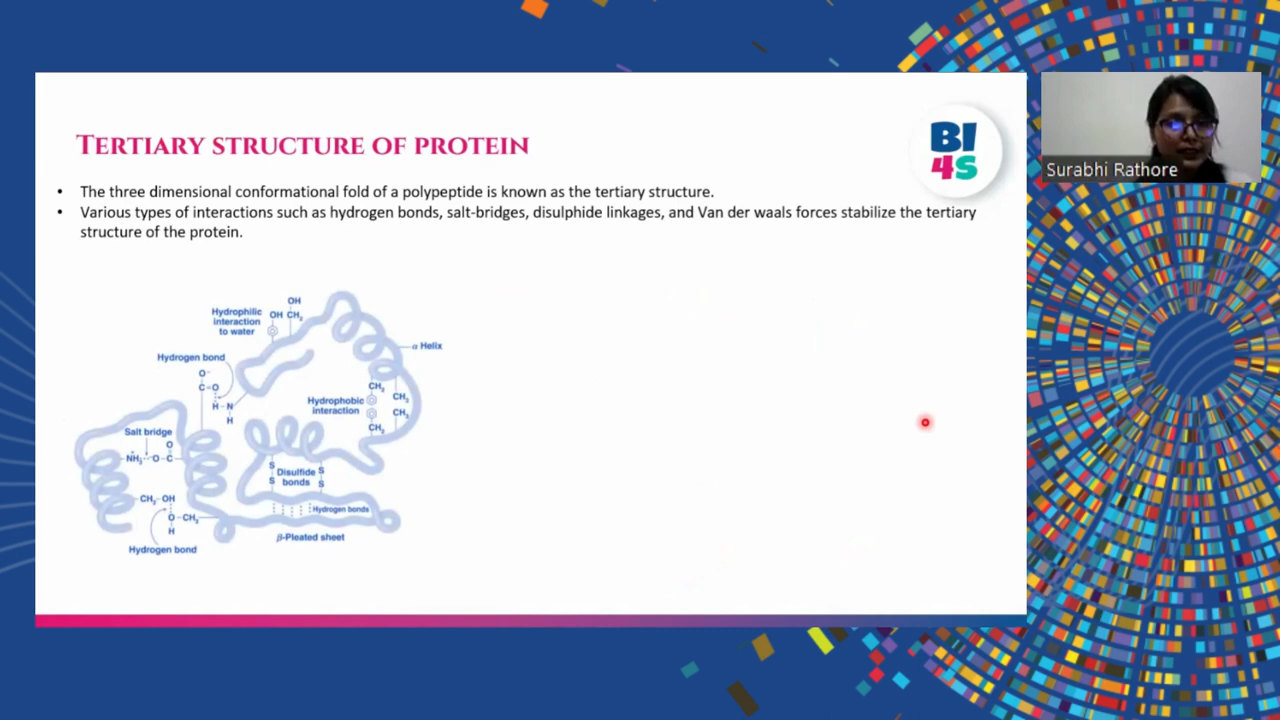 TERTIARY STRUCTURE OF PROTEIN
BI
4S
Surabhi Rathore
• The three dimensional conformational fold of a polypeptide is known as the tertiary structure.
• Various types of interactions such as hydrogen bonds, salt-bridges, disulphide linkages, and Van der waals forces stabilize the tertiary
structure of the protein.
OH
Hydrophilic
interaction
to water
OH CH2
α Helix
Hydrogen bond
O-
C=O
H-N
H
CH2
CH3
Hydrophobic
interaction
CH3
CH2
Salt bridge
O
NH3+ -O-C
S S
Disulfide
bonds
S S
CH2 OH
Hydrogen bonds
O-CH2
H
β-Pleated sheet
Hydrogen bond